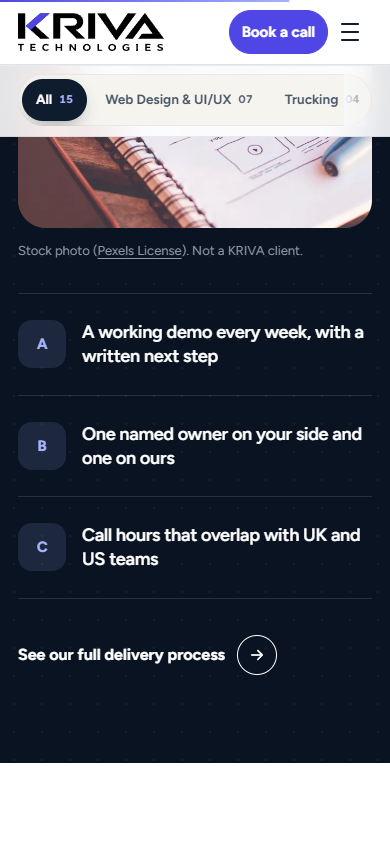 KRIVA
TECHNOLOGIES
Book a call
All 15
Web Design & UI/UX 07
Trucking 04
Stock photo (Pexels License). Not a KRIVA client.
A
A working demo every week, with a
written next step
B
One named owner on your side and
one on ours
C
Call hours that overlap with UK and
US teams
See our full delivery process